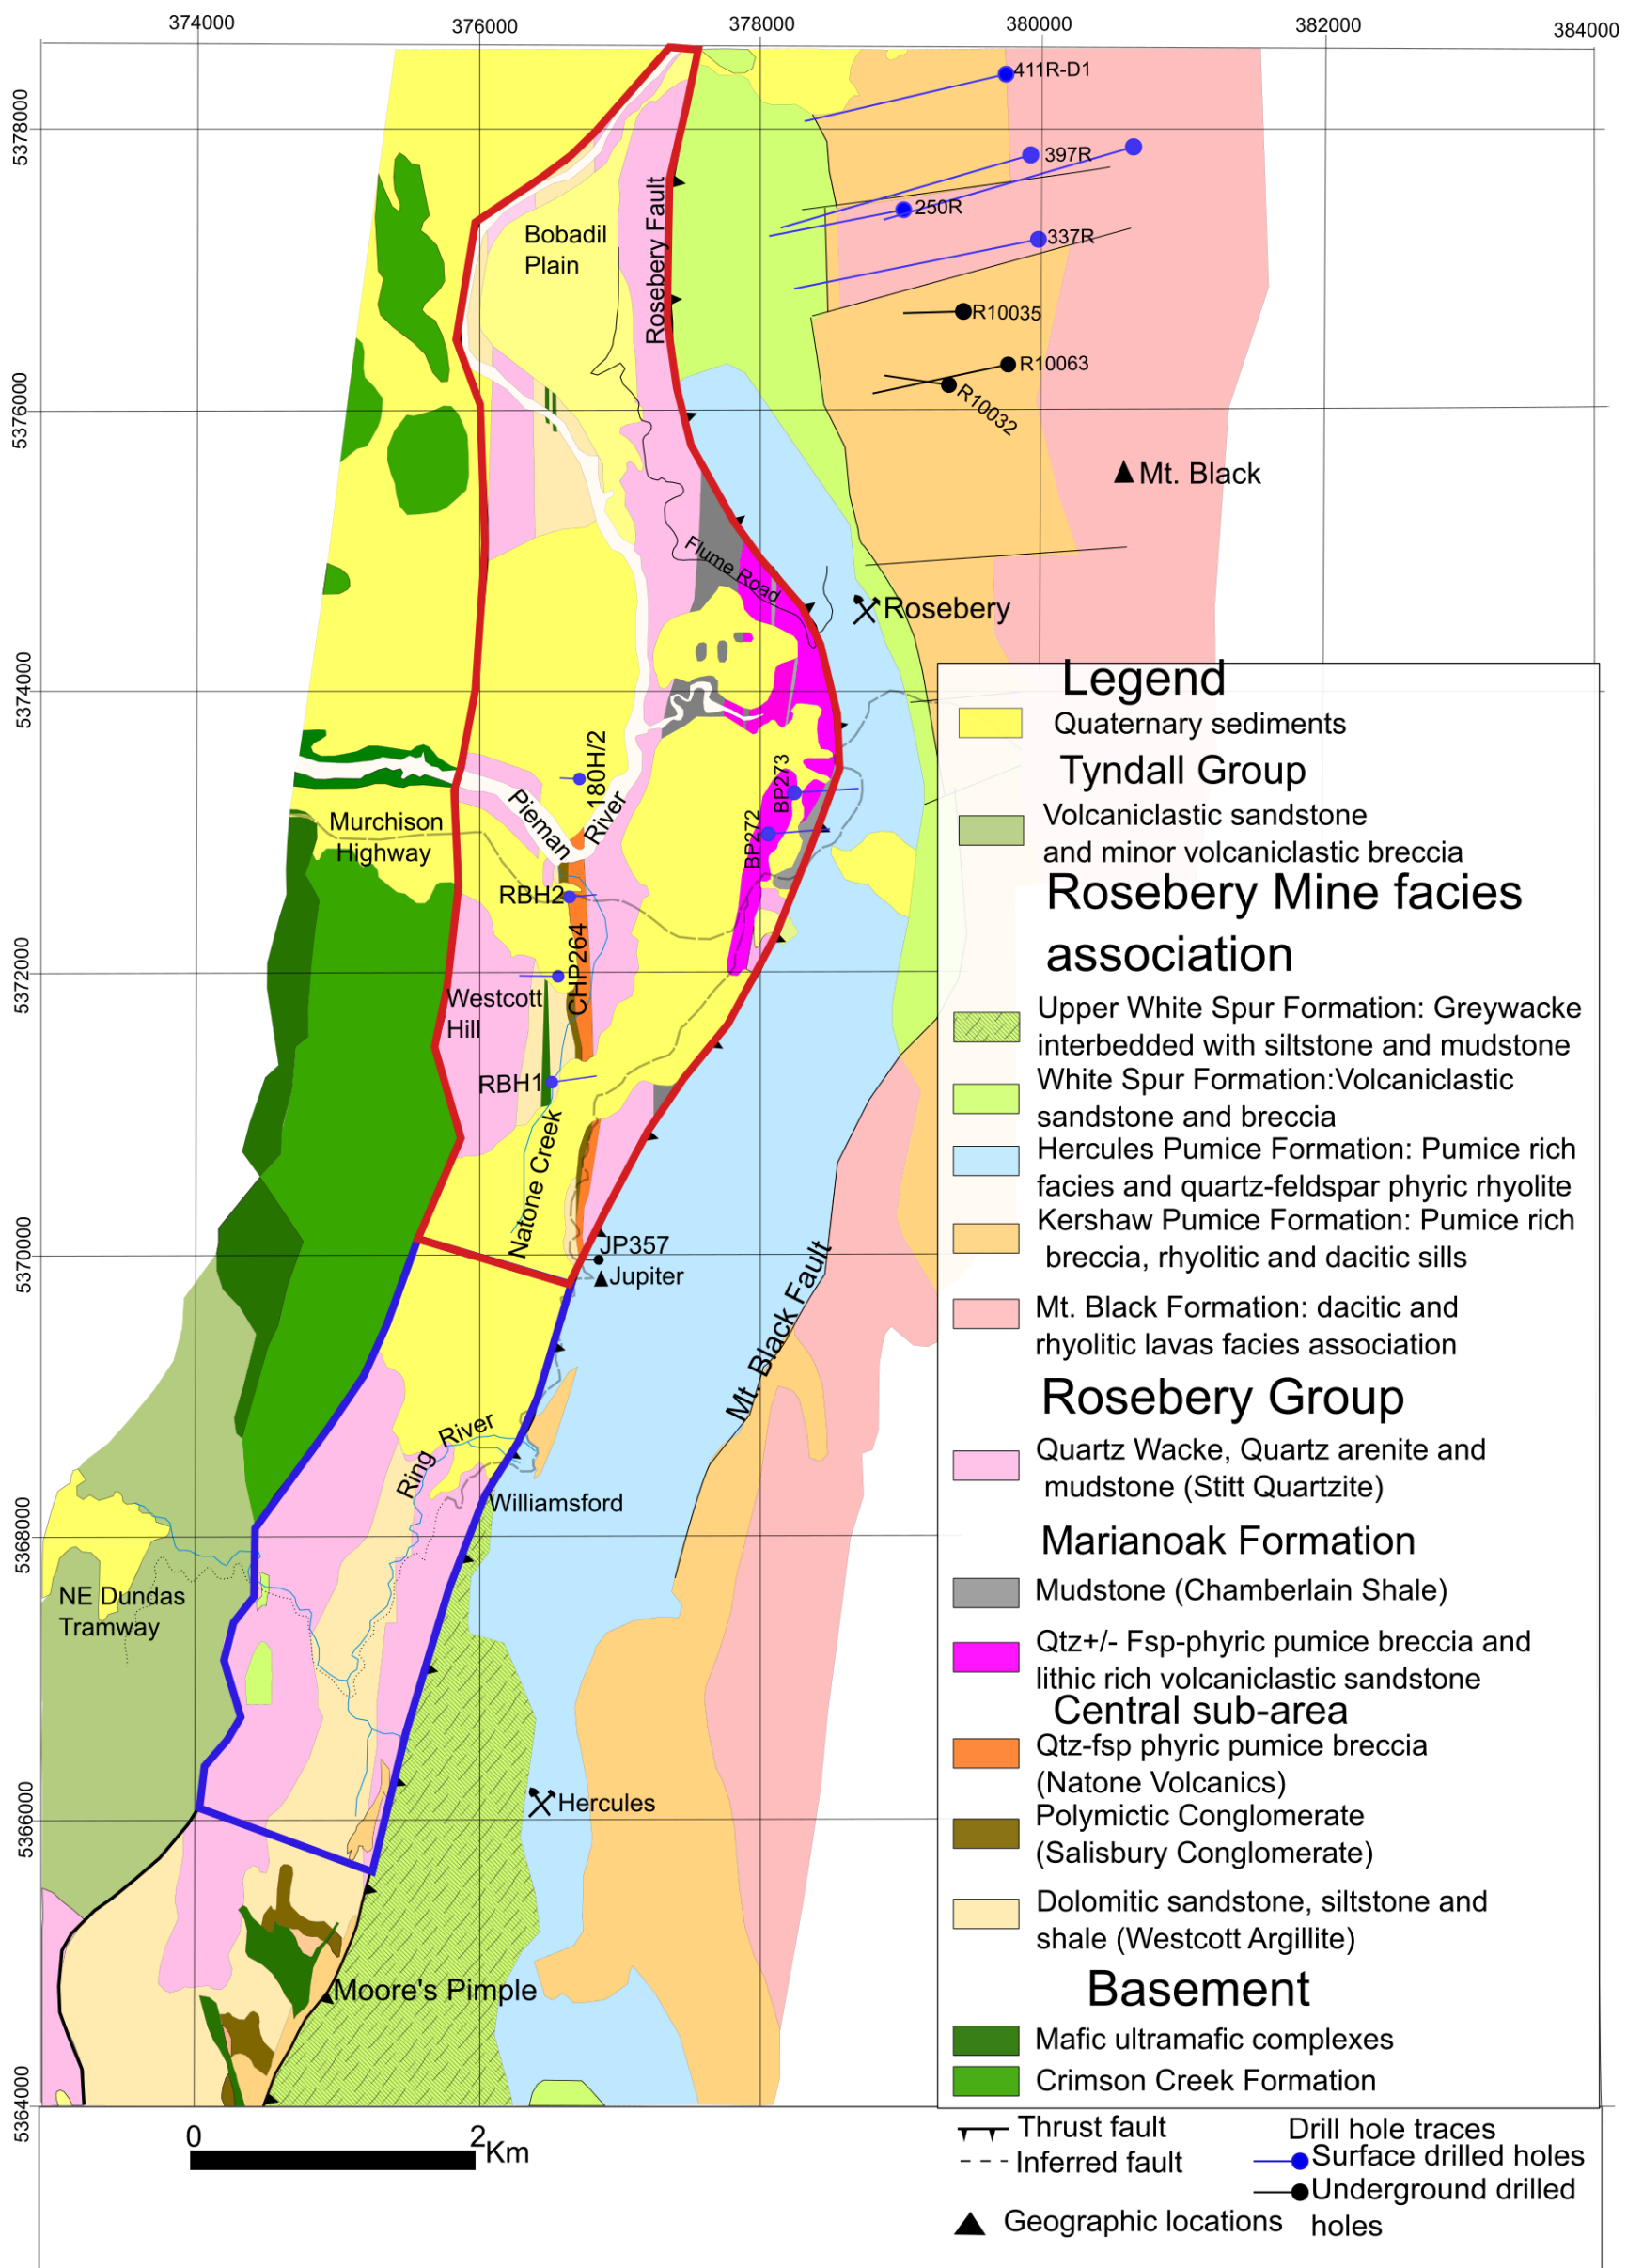 374000
376000
378000
380000
382000
384000
5378000
5376000
5374000
5372000
5370000
5368000
5366000
5364000
411R-D1
397R
250R
337R
R10035
R10063
R10032
Bobadil
Plain
Rosebery Fault
Mt. Black
Flume Road
Rosebery
180H/2
Pieman
River
BP273
BP272
Murchison
Highway
RBH2
CHP264
Westcott
Hill
RBH1
Natone Creek
JP357
Jupiter
Mt. Black Fault
Ring River
Williamsford
NE Dundas
Tramway
Hercules
Moore's Pimple
Legend
Quaternary sediments
Tyndall Group
Volcaniclastic sandstone
and minor volcaniclastic breccia
Rosebery Mine facies
association
Upper White Spur Formation: Greywacke
interbedded with siltstone and mudstone
White Spur Formation:Volcaniclastic
sandstone and breccia
Hercules Pumice Formation: Pumice rich
facies and quartz-feldspar phyric rhyolite
Kershaw Pumice Formation: Pumice rich
breccia, rhyolitic and dacitic sills
Mt. Black Formation: dacitic and
rhyolitic lavas facies association
Rosebery Group
Quartz Wacke, Quartz arenite and
mudstone (Stitt Quartzite)
Marianoak Formation
Mudstone (Chamberlain Shale)
Qtz+/- Fsp-phyric pumice breccia and
lithic rich volcaniclastic sandstone
Central sub-area
Qtz-fsp phyric pumice breccia
(Natone Volcanics)
Polymictic Conglomerate
(Salisbury Conglomerate)
Dolomitic sandstone, siltstone and
shale (Westcott Argillite)
Basement
Mafic ultramafic complexes
Crimson Creek Formation
0
2
Km
Thrust fault
Inferred fault
Geographic locations
Drill hole traces
Surface drilled holes
Underground drilled
holes